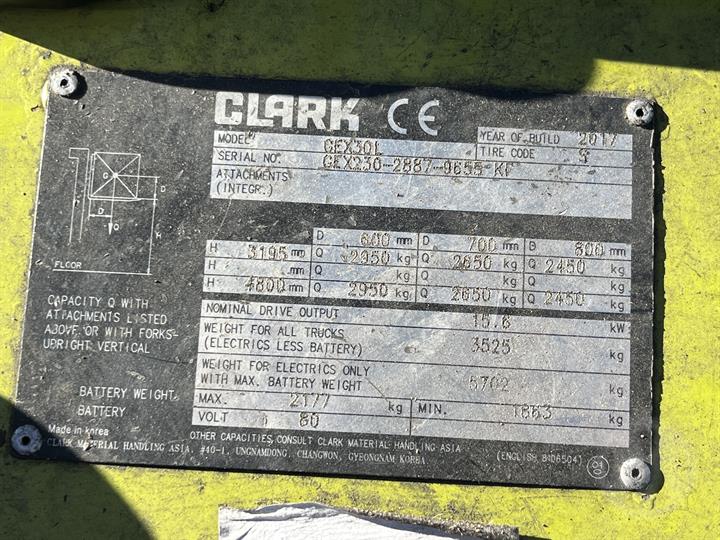 CLARK CE
MODEL GEX30L YEAR OF BUILD 2017
SERIAL NO. GEX230-2887-9655 KF TIRE CODE
ATTACHMENTS
(INTEGR.)
G
D
D
Q
H
FLOOR
CAPACITY Q WITH
ATTACHMENTS LISTED
ABOVE, OR WITH FORKS-
UPRIGHT VERTICAL
D 600 mm D 700 mm D 800 mm
H 3195 mm Q 2950 kg Q 2650 kg Q 2450 kg
H mm Q kg Q kg Q kg
H 4800 mm Q 2950 kg Q 2650 kg Q 2450 kg
NOMINAL DRIVE OUTPUT 15.6 kW
WEIGHT FOR ALL TRUCKS
(ELECTRICS LESS BATTERY) 3525 kg
WEIGHT FOR ELECTRICS ONLY
WITH MAX. BATTERY WEIGHT 5702 kg
BATTERY WEIGHT MAX. 2177 kg MIN. 1863 kg
BATTERY VOLT 80
OTHER CAPACITIES, CONSULT CLARK MATERIAL HANDLING ASIA
Made in korea
CLARK MATERIAL HANDLING ASIA, #40-1, UNGNAMDONG, CHANGWON, GYEONGNAM KOREA (ENGLISH 8106504)